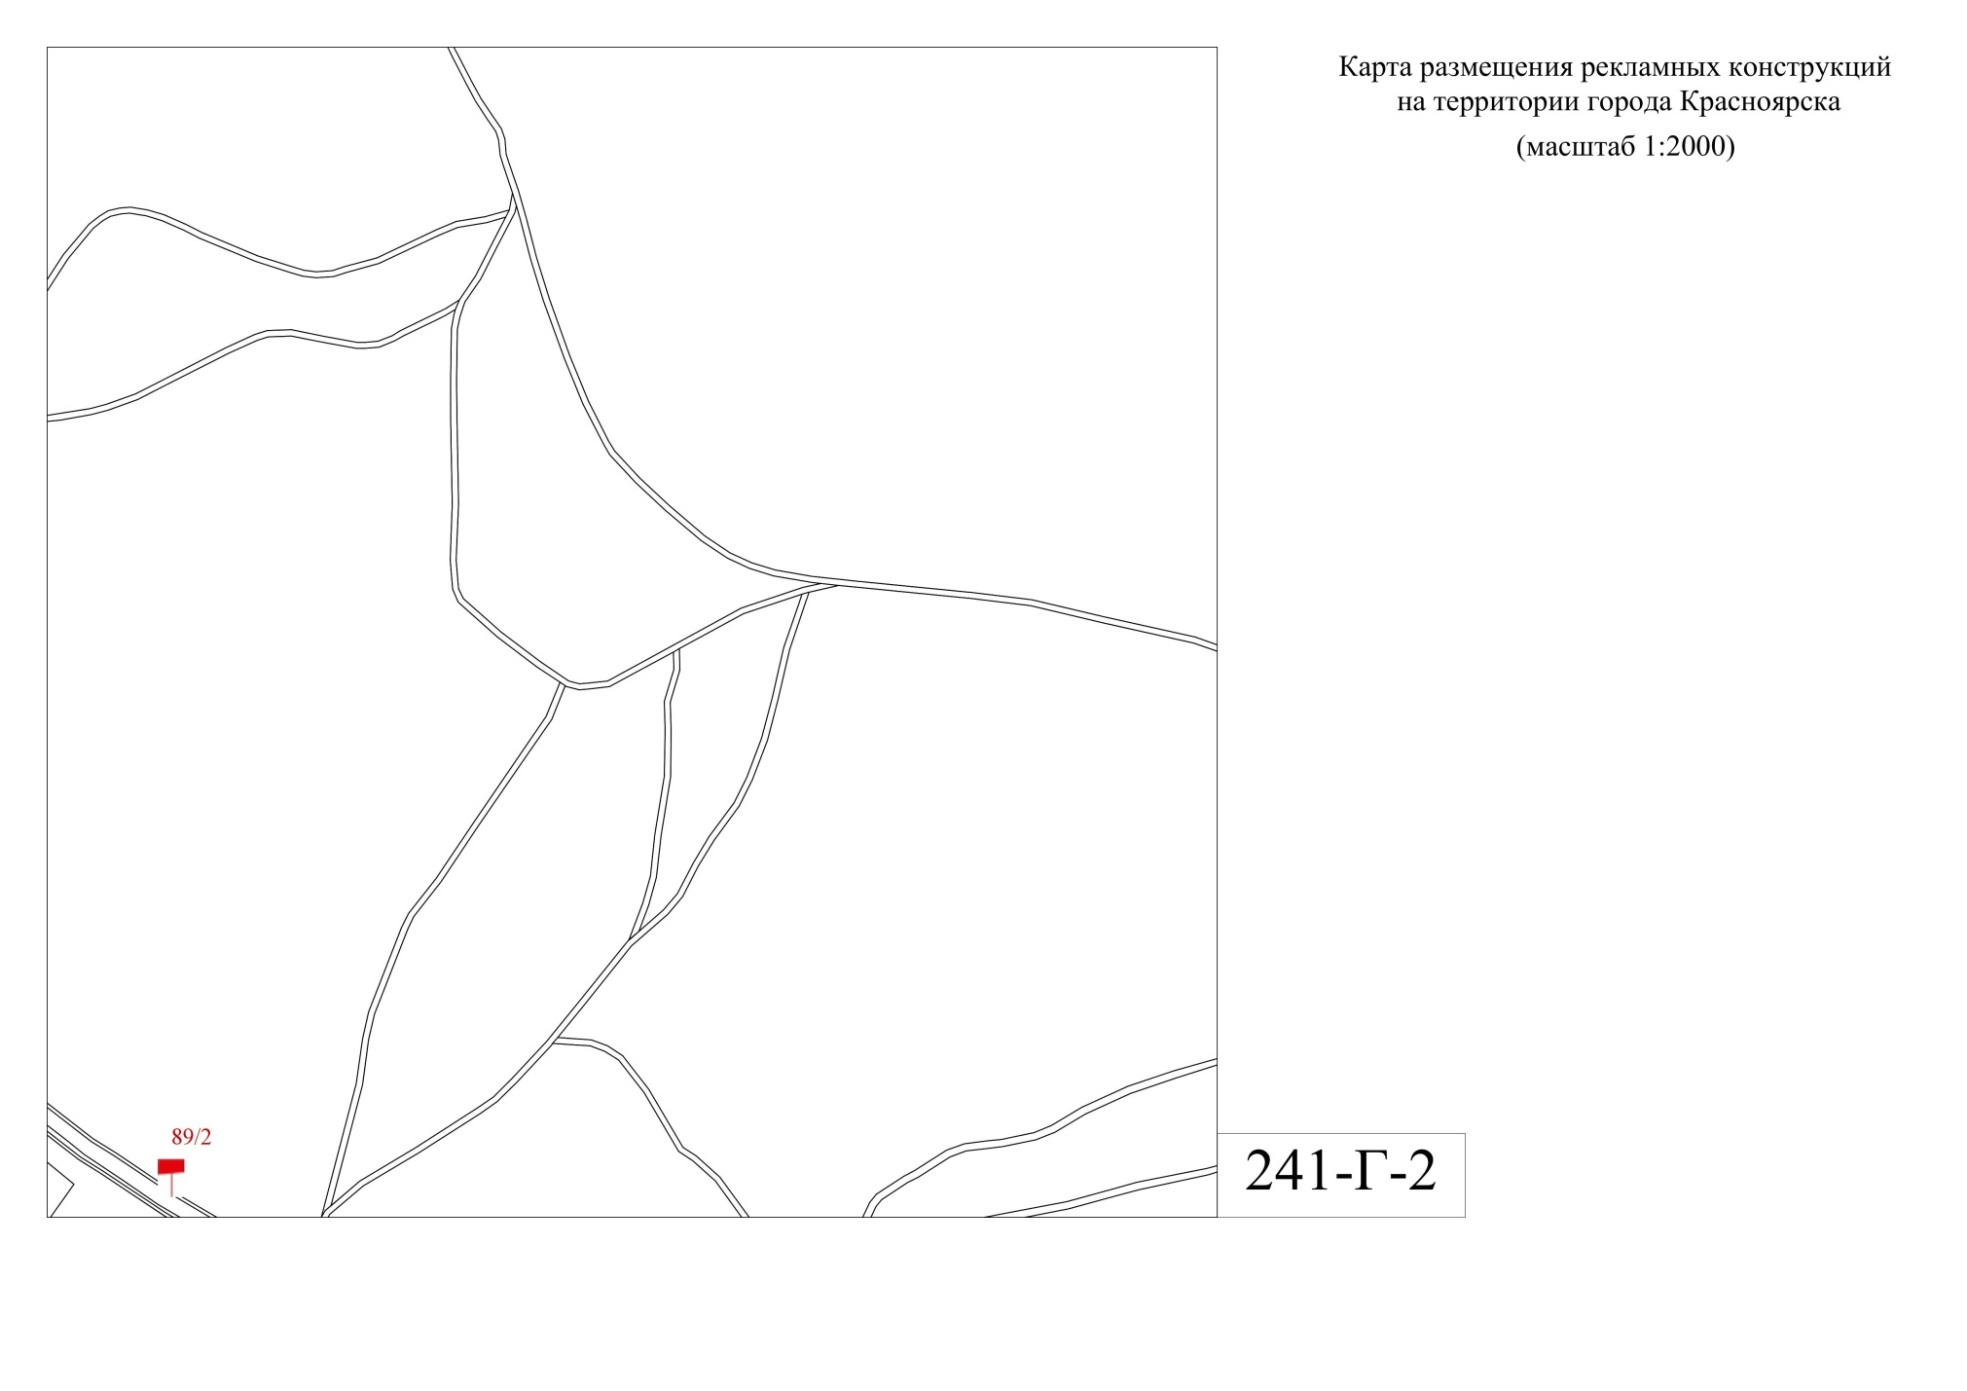 Карта размещения рекламных конструкций
на территории города Красноярска
(масштаб 1:2000)
89/2
241-Г-2